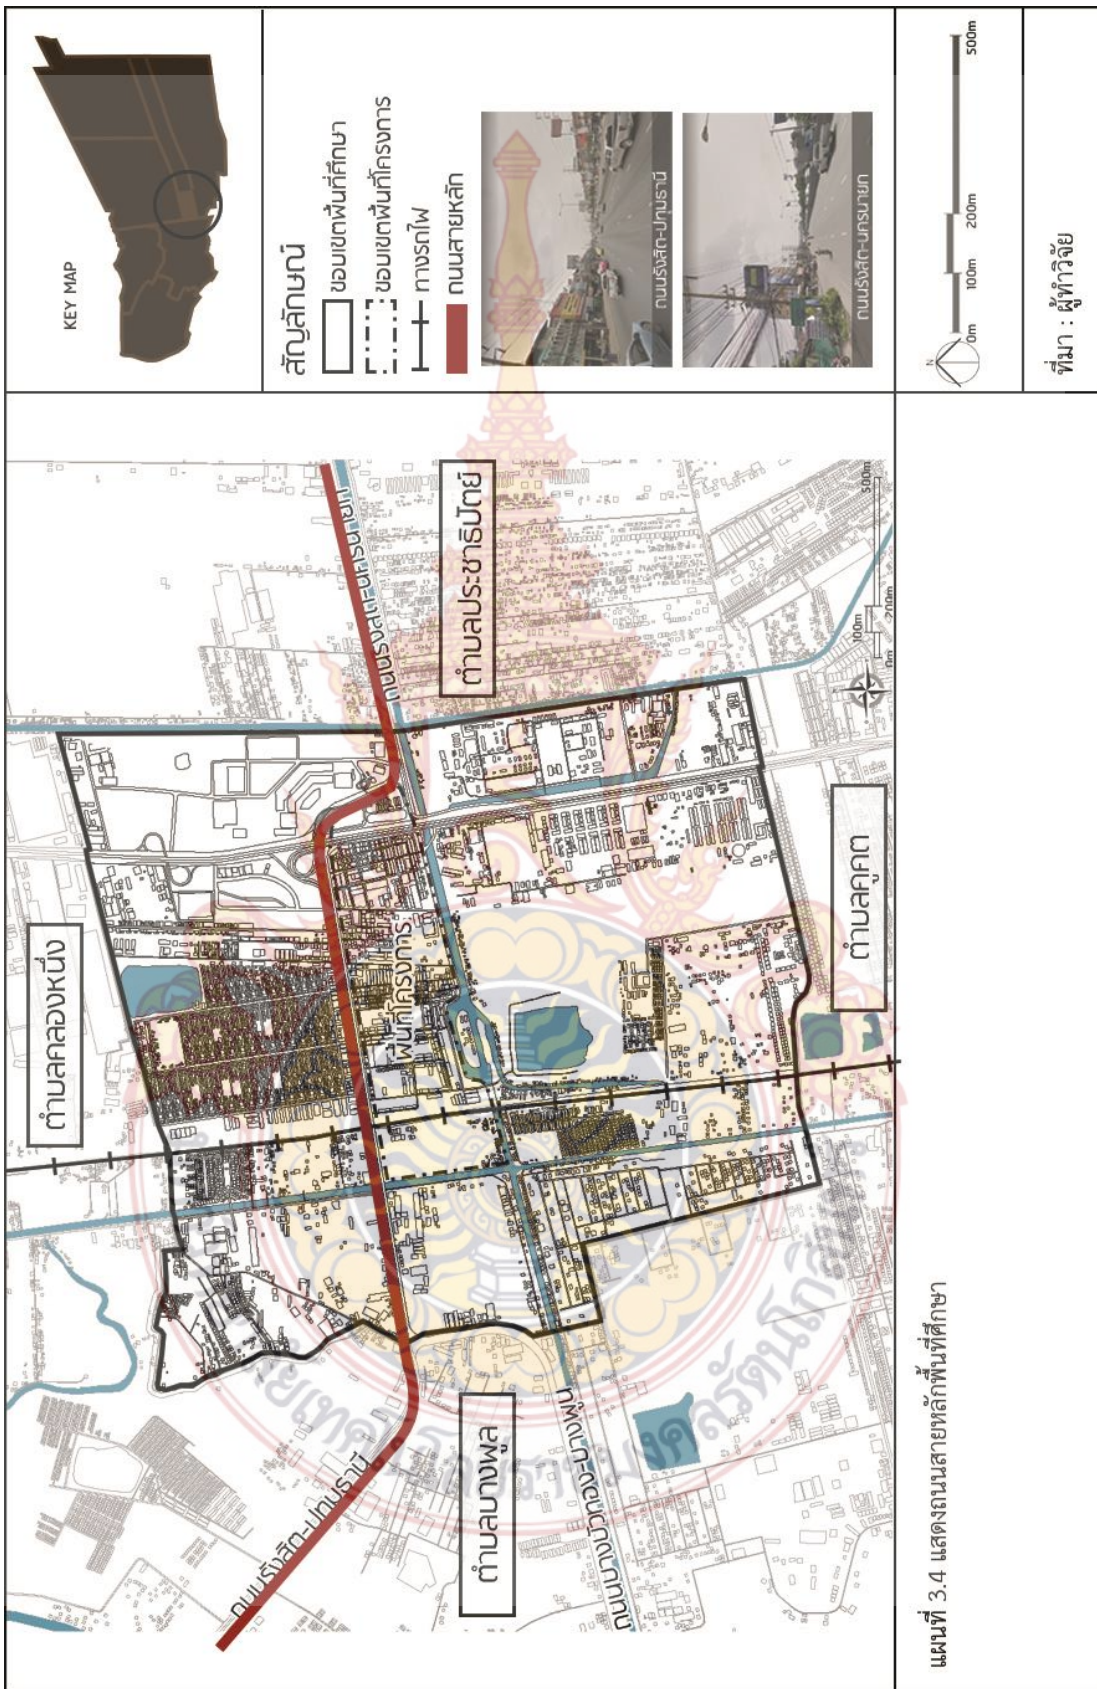 KEY MAP
สัญลักษณ์
ขอบเขตพื้นที่ศึกษา
ขอบเขตพื้นที่โครงการ
ทางรถไฟ
ถนนสายหลัก
ถนนรังสิต-ปทุมธานี
ถนนรังสิต-นครนายก
N
0m 100m 200m 500m
ที่มา : ผู้ทำวิจัย
ตำบลคลองหนึ่ง
ตำบลประชาธิปัตย์
ตำบลคูคต
ตำบลบางพูล
พื้นที่โครงการ
ถนนรังสิต-นครนายก
ถนนรังสิต-ปทุมธานี
0m 100m 200m 500m
แผนที่ 3.4 แสดงถนนสายหลักพื้นที่ศึกษา